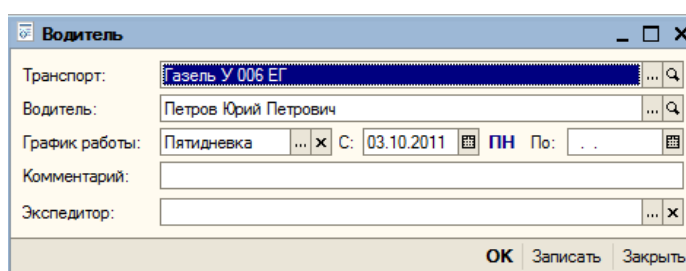 Водитель
Транспорт: Газель У 006 ЕГ ...
Водитель: Петров Юрий Петрович ...
График работы: Пятидневка ... x С: 03.10.2011 ПН По: . .
Комментарий:
Экспедитор: ... x
OK Записать Закрыть